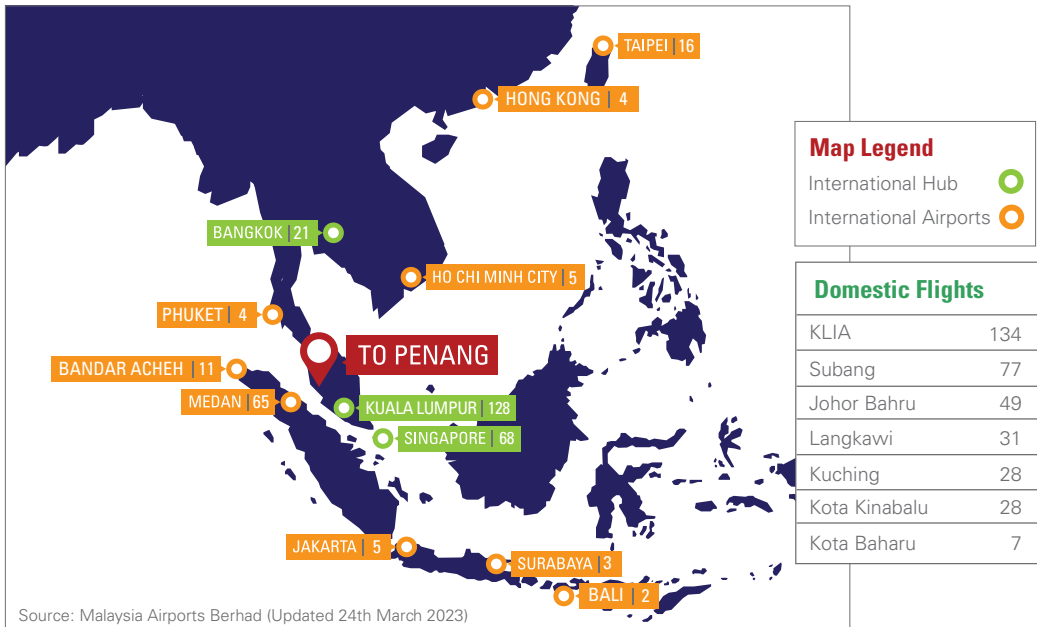 TAIPEI | 16
HONG KONG | 4
Map Legend
International Hub
International Airports
BANGKOK | 21
HO CHI MINH CITY | 5
PHUKET | 4
TO PENANG
BANDAR ACHEH | 11
MEDAN | 65
KUALA LUMPUR | 128
SINGAPORE | 68
JAKARTA | 5
SURABAYA | 3
BALI | 2
Domestic Flights
KLIA 134
Subang 77
Johor Bahru 49
Langkawi 31
Kuching 28
Kota Kinabalu 28
Kota Baharu 7
Source: Malaysia Airports Berhad (Updated 24th March 2023)